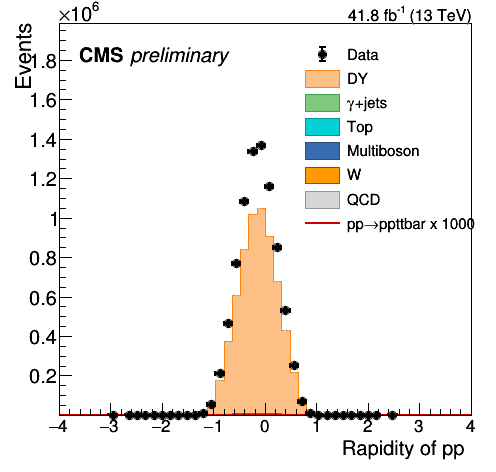 ×10⁶
41.8 fb⁻¹ (13 TeV)
Events
CMS preliminary
Data
DY
γ+jets
Top
Multiboson
W
QCD
pp→ppttbar x 1000
1.8
1.6
1.4
1.2
1
0.8
0.6
0.4
0.2
−4 −3 −2 −1 0 1 2 3 4
Rapidity of pp